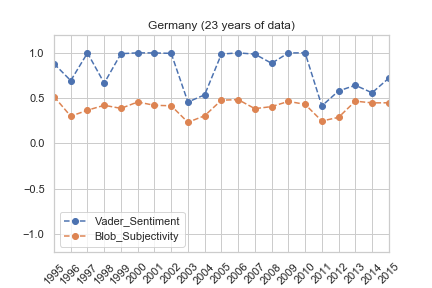 Germany (23 years of data)
1.0
0.5
0.0
−0.5
−1.0
Vader_Sentiment
Blob_Subjectivity
1995 1996 1997 1998 1999 2000 2001 2002 2003 2004 2005 2006 2007 2008 2009 2010 2011 2012 2013 2014 2015